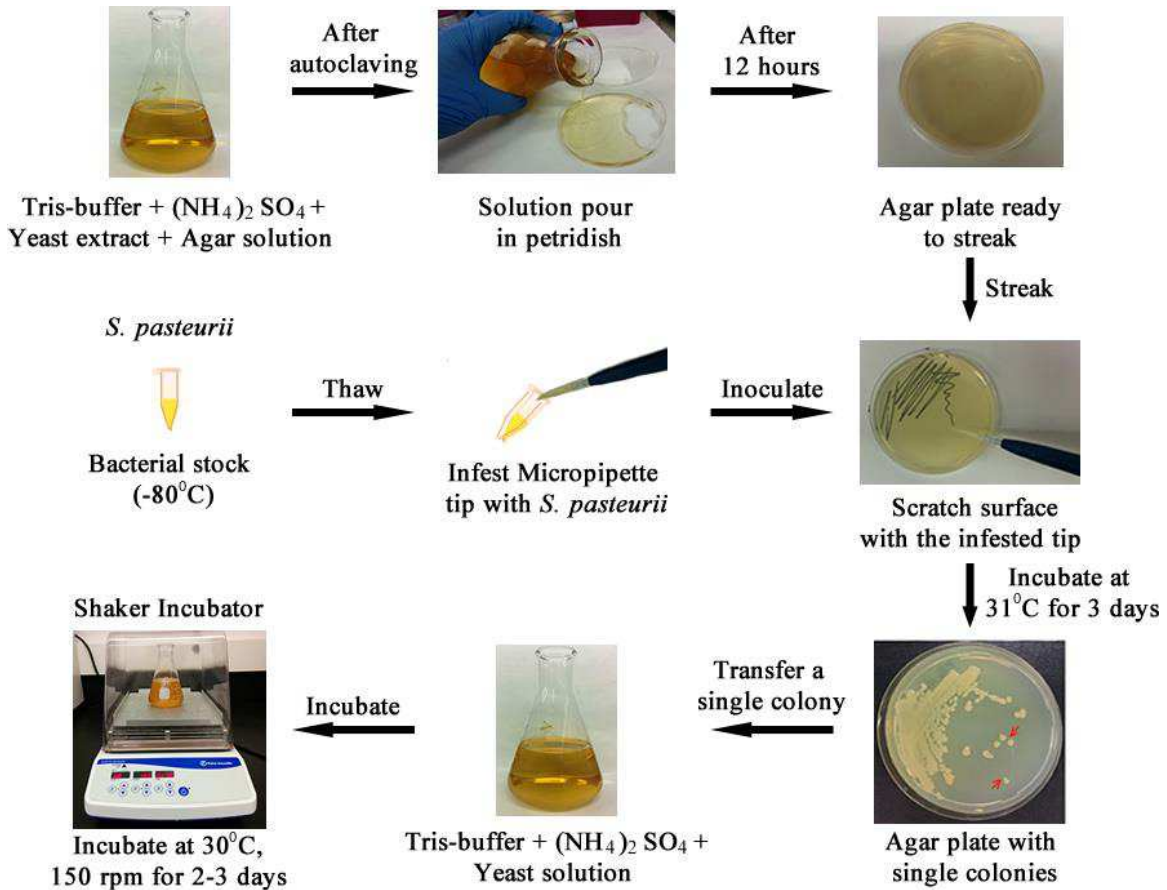 After
autoclaving
After
12 hours
Tris-buffer + (NH₄)₂ SO₄ +
Yeast extract + Agar solution
Solution pour
in petridish
Agar plate ready
to streak
Streak
S. pasteurii
Thaw
Inoculate
Bacterial stock
(-80⁰C)
Infest Micropipette
tip with S. pasteurii
Scratch surface
with the infested tip
Incubate at
31⁰C for 3 days
Shaker Incubator
Incubate
Transfer a
single colony
Incubate at 30⁰C,
150 rpm for 2-3 days
Tris-buffer + (NH₄)₂ SO₄ +
Yeast solution
Agar plate with
single colonies